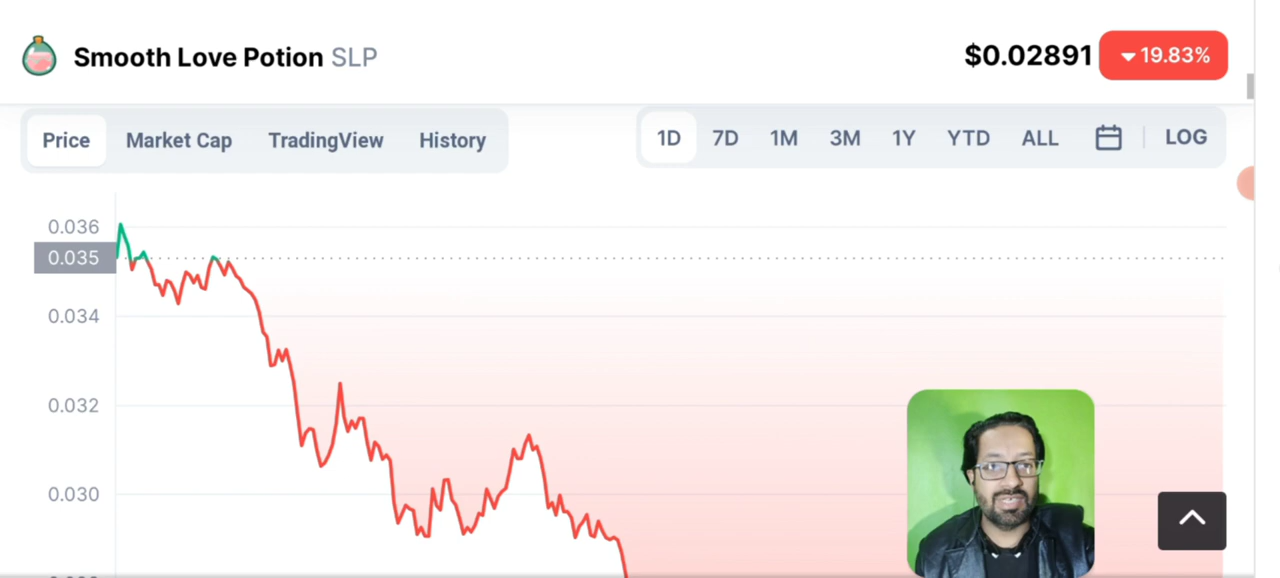 Smooth Love Potion SLP
$0.02891 19.83%
Price Market Cap TradingView History
1D 7D 1M 3M 1Y YTD ALL LOG
0.036
0.035
0.034
0.032
0.030